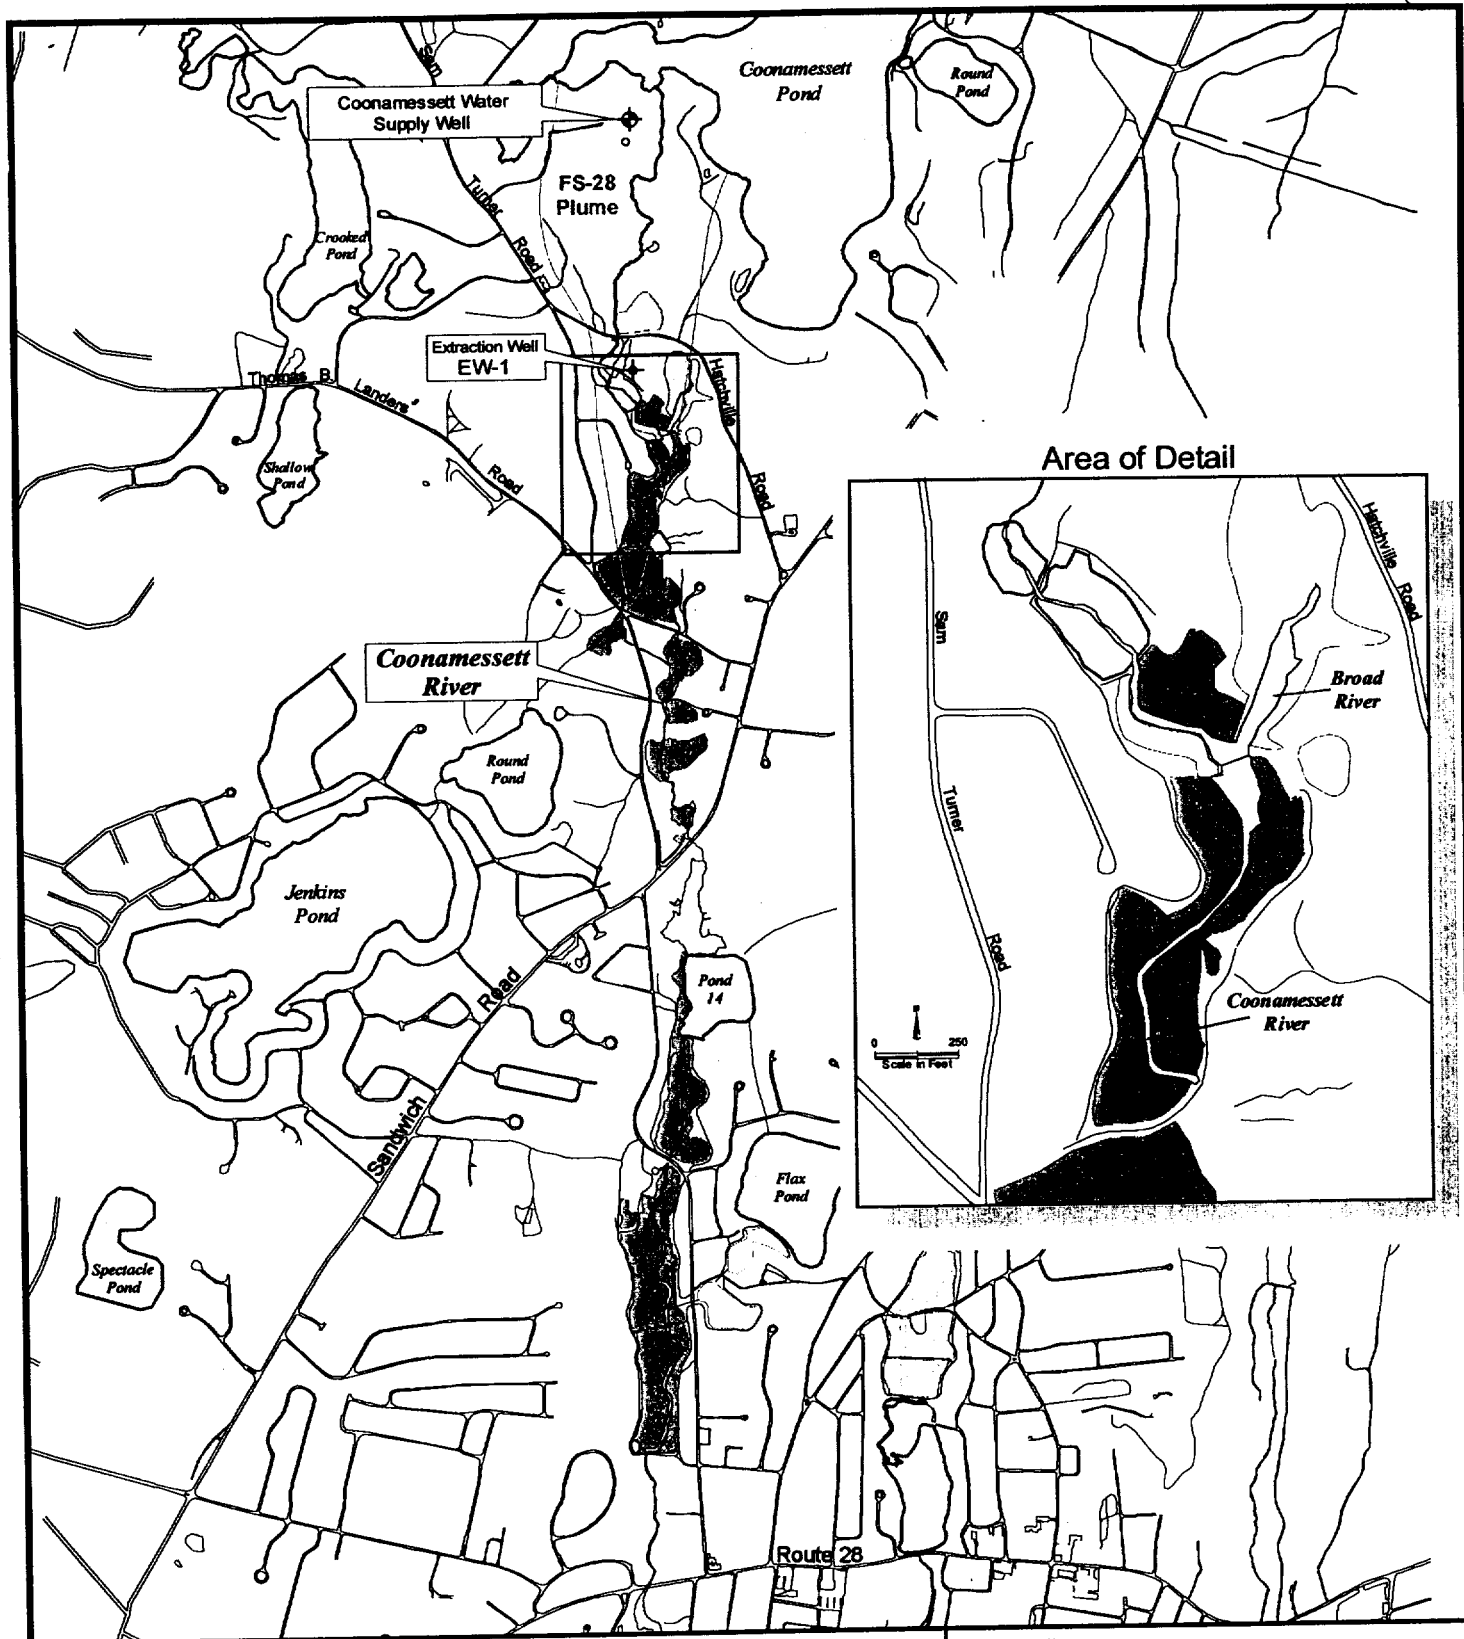 Sam
Coonamessett
Pond
Round
Pond
Coonamessett Water
Supply Well
FS-28
Plume
Turner
Road
Crooked
Pond
Extraction Well
EW-1
Thomas B.
Landers
Road
Hatchville
Road
Shallow
Pond
Area of Detail
Hatchville
Road
Sam
Turner
Road
Broad
River
Coonamessett
River
0 250
Scale in Feet
Coonamessett
River
Round
Pond
Jenkins
Pond
Pond
14
Sandwich
Road
Flax
Pond
Spectacle
Pond
Route 28